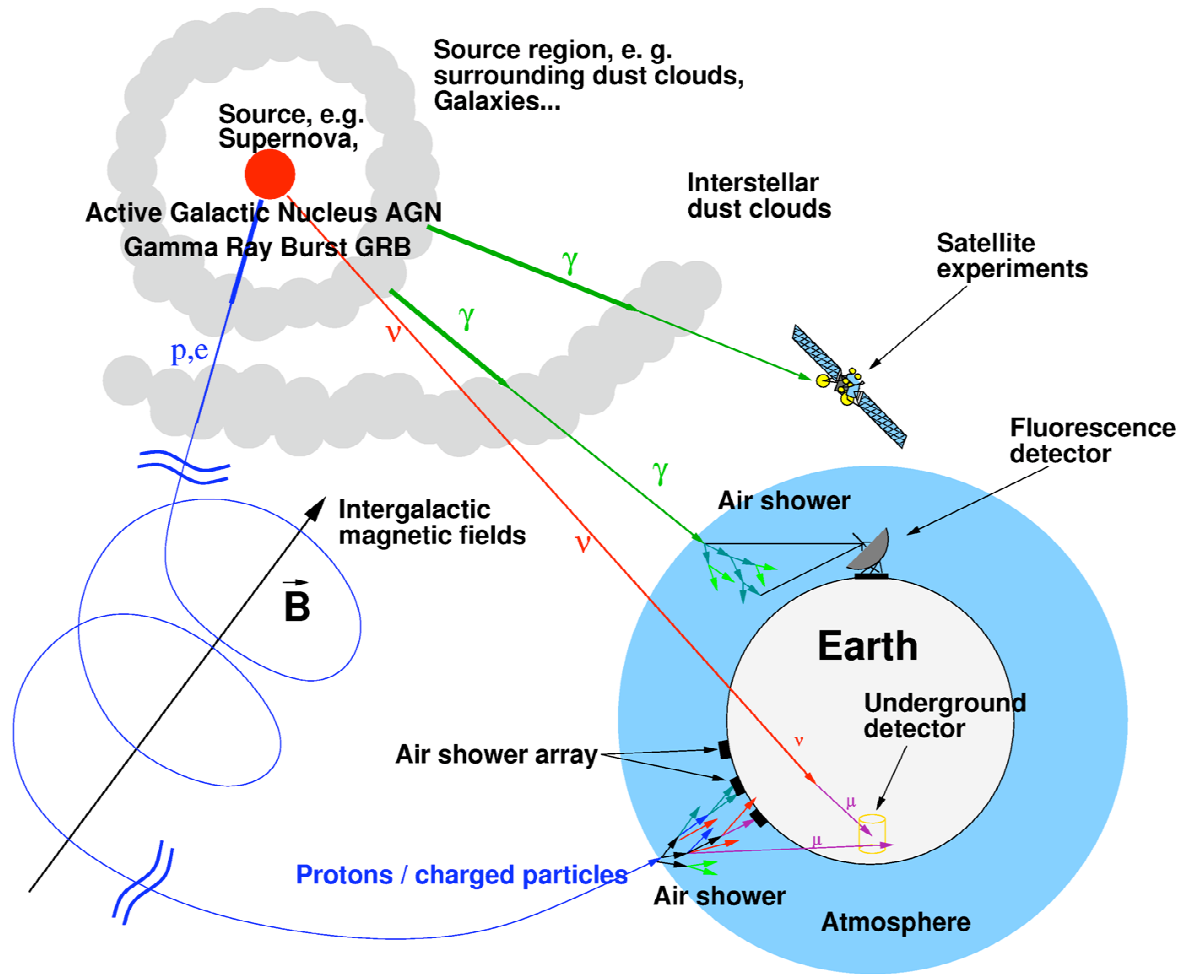 Source region, e. g.
surrounding dust clouds,
Galaxies...
Source, e.g.
Supernova,
Active Galactic Nucleus AGN
Gamma Ray Burst GRB
Interstellar
dust clouds
Satellite
experiments
γ
γ
ν
p,e
Fluorescence
detector
γ
Air shower
Intergalactic
magnetic fields
ν
B
Earth
Underground
detector
Air shower array
ν
μ
μ
Protons / charged particles
Air shower
Atmosphere